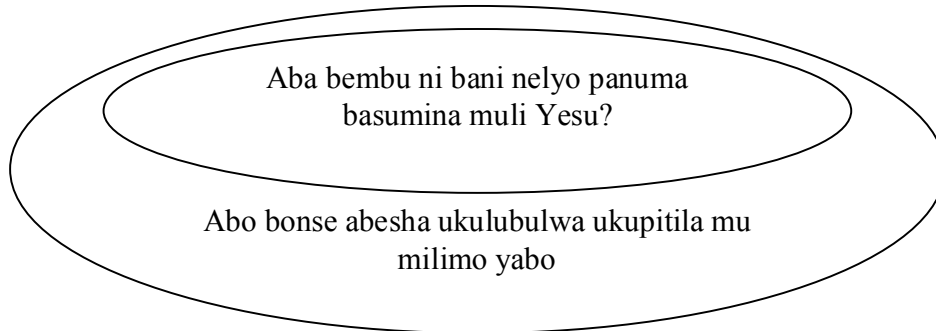 Aba bembu ni bani nelyo panuma
basumina muli Yesu?
Abo bonse abesha ukulubulwa ukupitila mu
milimo yabo